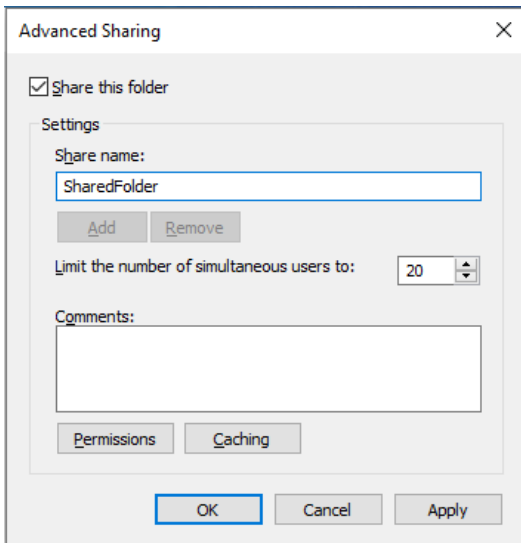 Advanced Sharing
Share this folder
Settings
Share name:
SharedFolder
Add Remove
Limit the number of simultaneous users to: 20
Comments:
Permissions Caching
OK Cancel Apply